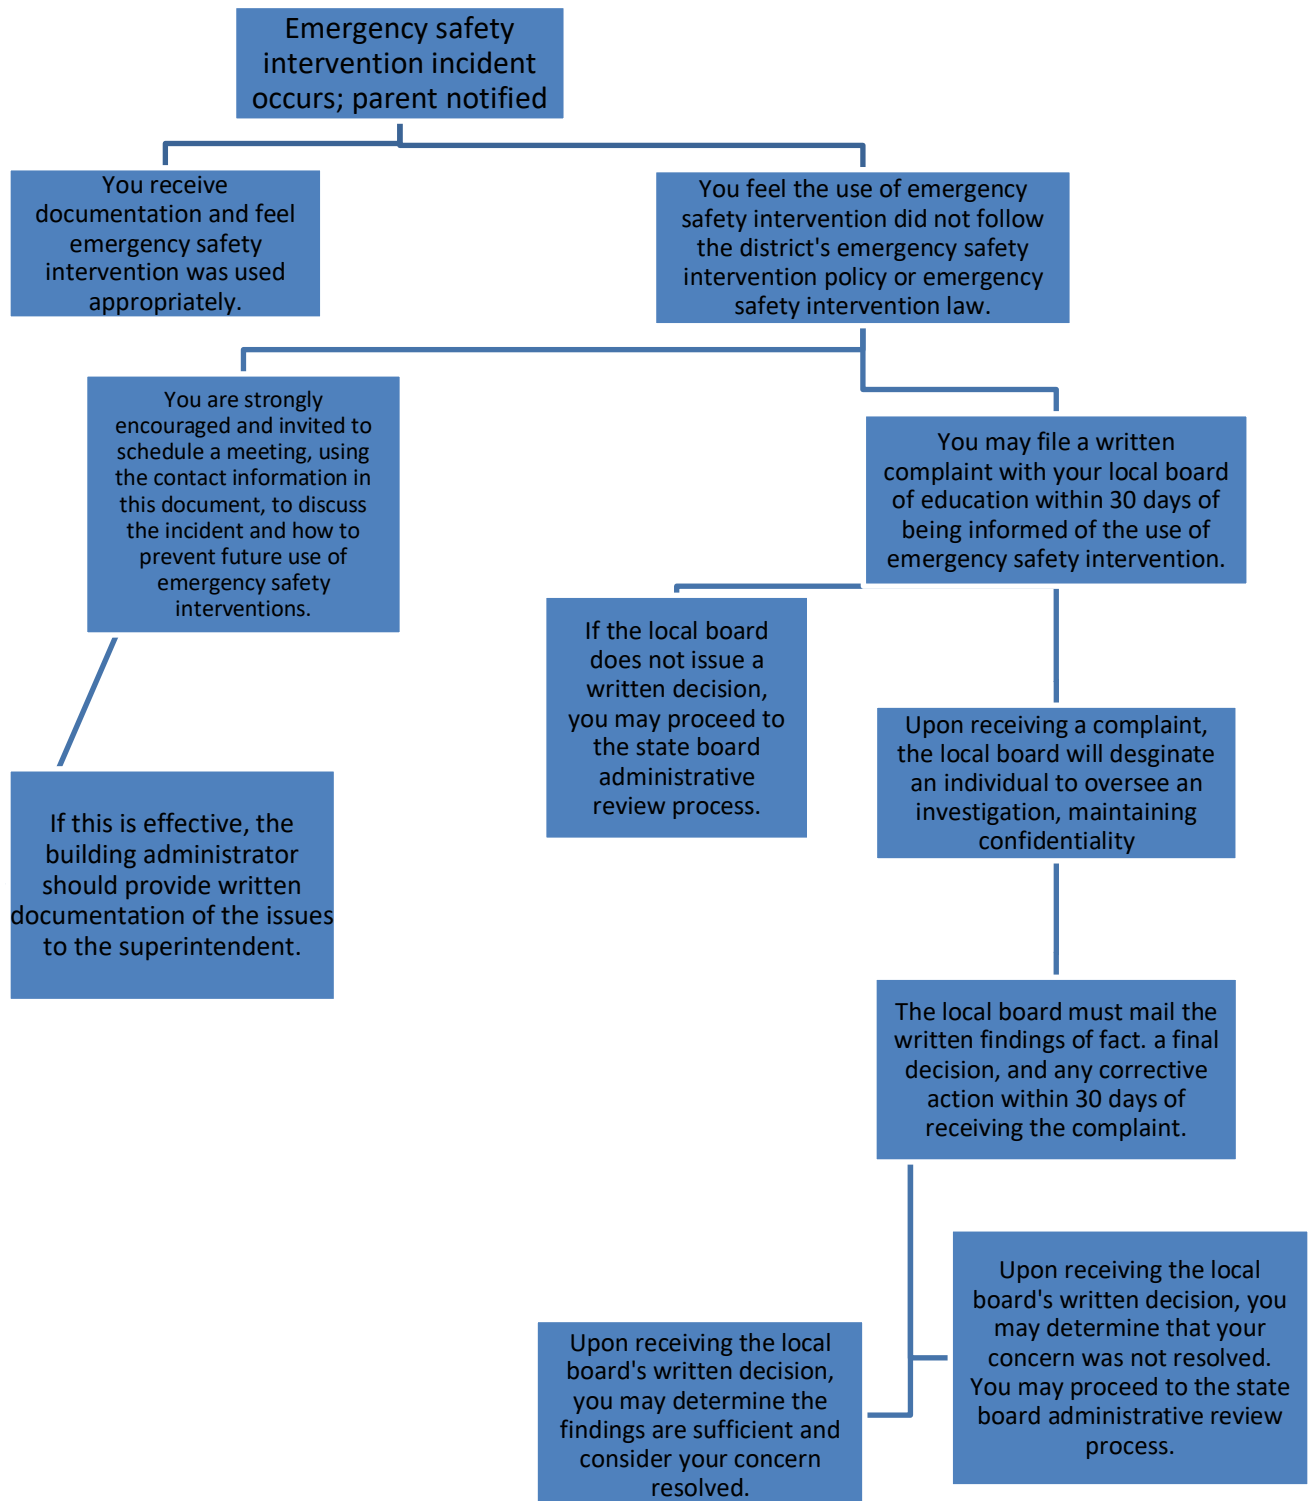 Emergency safety
intervention incident
occurs; parent notified
You receive
documentation and feel
emergency safety
intervention was used
appropriately.
You feel the use of emergency
safety intervention did not follow
the district's emergency safety
intervention policy or emergency
safety intervention law.
You are strongly
encouraged and invited to
schedule a meeting, using
the contact information in
this document, to discuss
the incident and how to
prevent future use of
emergency safety
interventions.
You may file a written
complaint with your local board
of education within 30 days of
being informed of the use of
emergency safety intervention.
If the local board
does not issue a
written decision,
you may proceed to
the state board
administrative
review process.
Upon receiving a complaint,
the local board will desginate
an individual to oversee an
investigation, maintaining
confidentiality
If this is effective, the
building administrator
should provide written
documentation of the issues
to the superintendent.
The local board must mail the
written findings of fact. a final
decision, and any corrective
action within 30 days of
receiving the complaint.
Upon receiving the local
board's written decision, you
may determine that your
concern was not resolved.
You may proceed to the state
board administrative review
process.
Upon receiving the local
board's written decision,
you may determine the
findings are sufficient and
consider your concern
resolved.